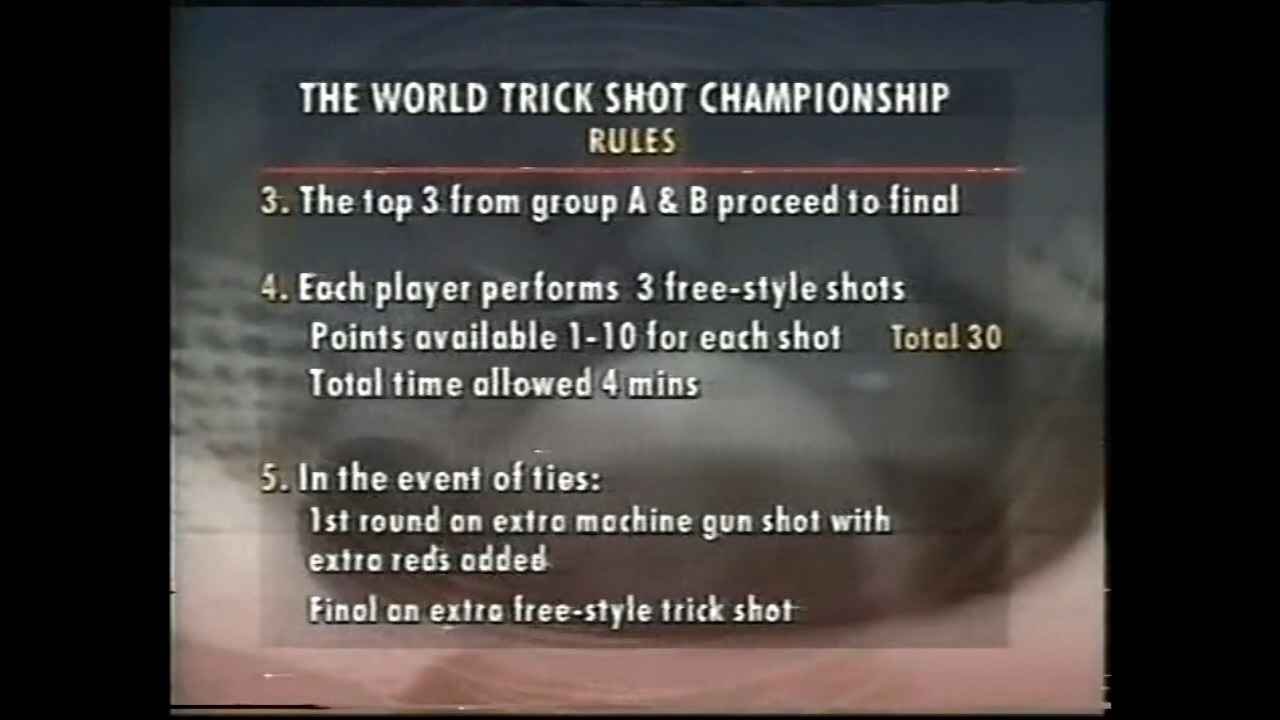 THE WORLD TRICK SHOT CHAMPIONSHIP
RULES
3. The top 3 from group A & B proceed to final
4. Each player performs 3 free-style shots
Points available 1-10 for each shot Total 30
Total time allowed 4 mins
5. In the event of ties:
1st round an extra machine gun shot with
extra reds added
Final an extra free-style trick shot